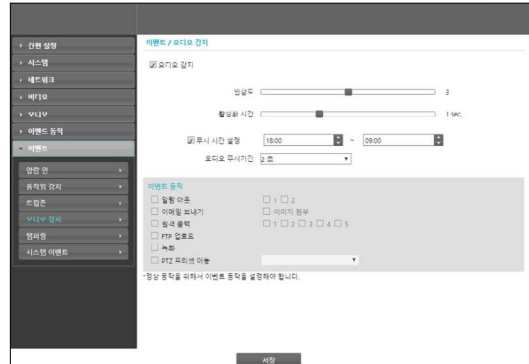 간편 설정
시스템
네트워크
비디오
오디오
이벤트 동작
이벤트
알람 인
움직임 감지
트립존
오디오 감지
탬퍼링
시스템 이벤트
이벤트 / 오디오 감지
오디오 감지
민감도 3
활성화 시간 1 sec.
무시 시간 설정 18:00 ~ 09:00
오디오 무시기간 2 초
이벤트 동작
알람 아웃 1 2
이메일 보내기 이미지 첨부
원격 출력 1 2 3 4 5
FTP 업로드
녹화
PTZ 프리셋 이동
*정상 동작을 위해서 이벤트 동작을 설정해야 합니다.
저장